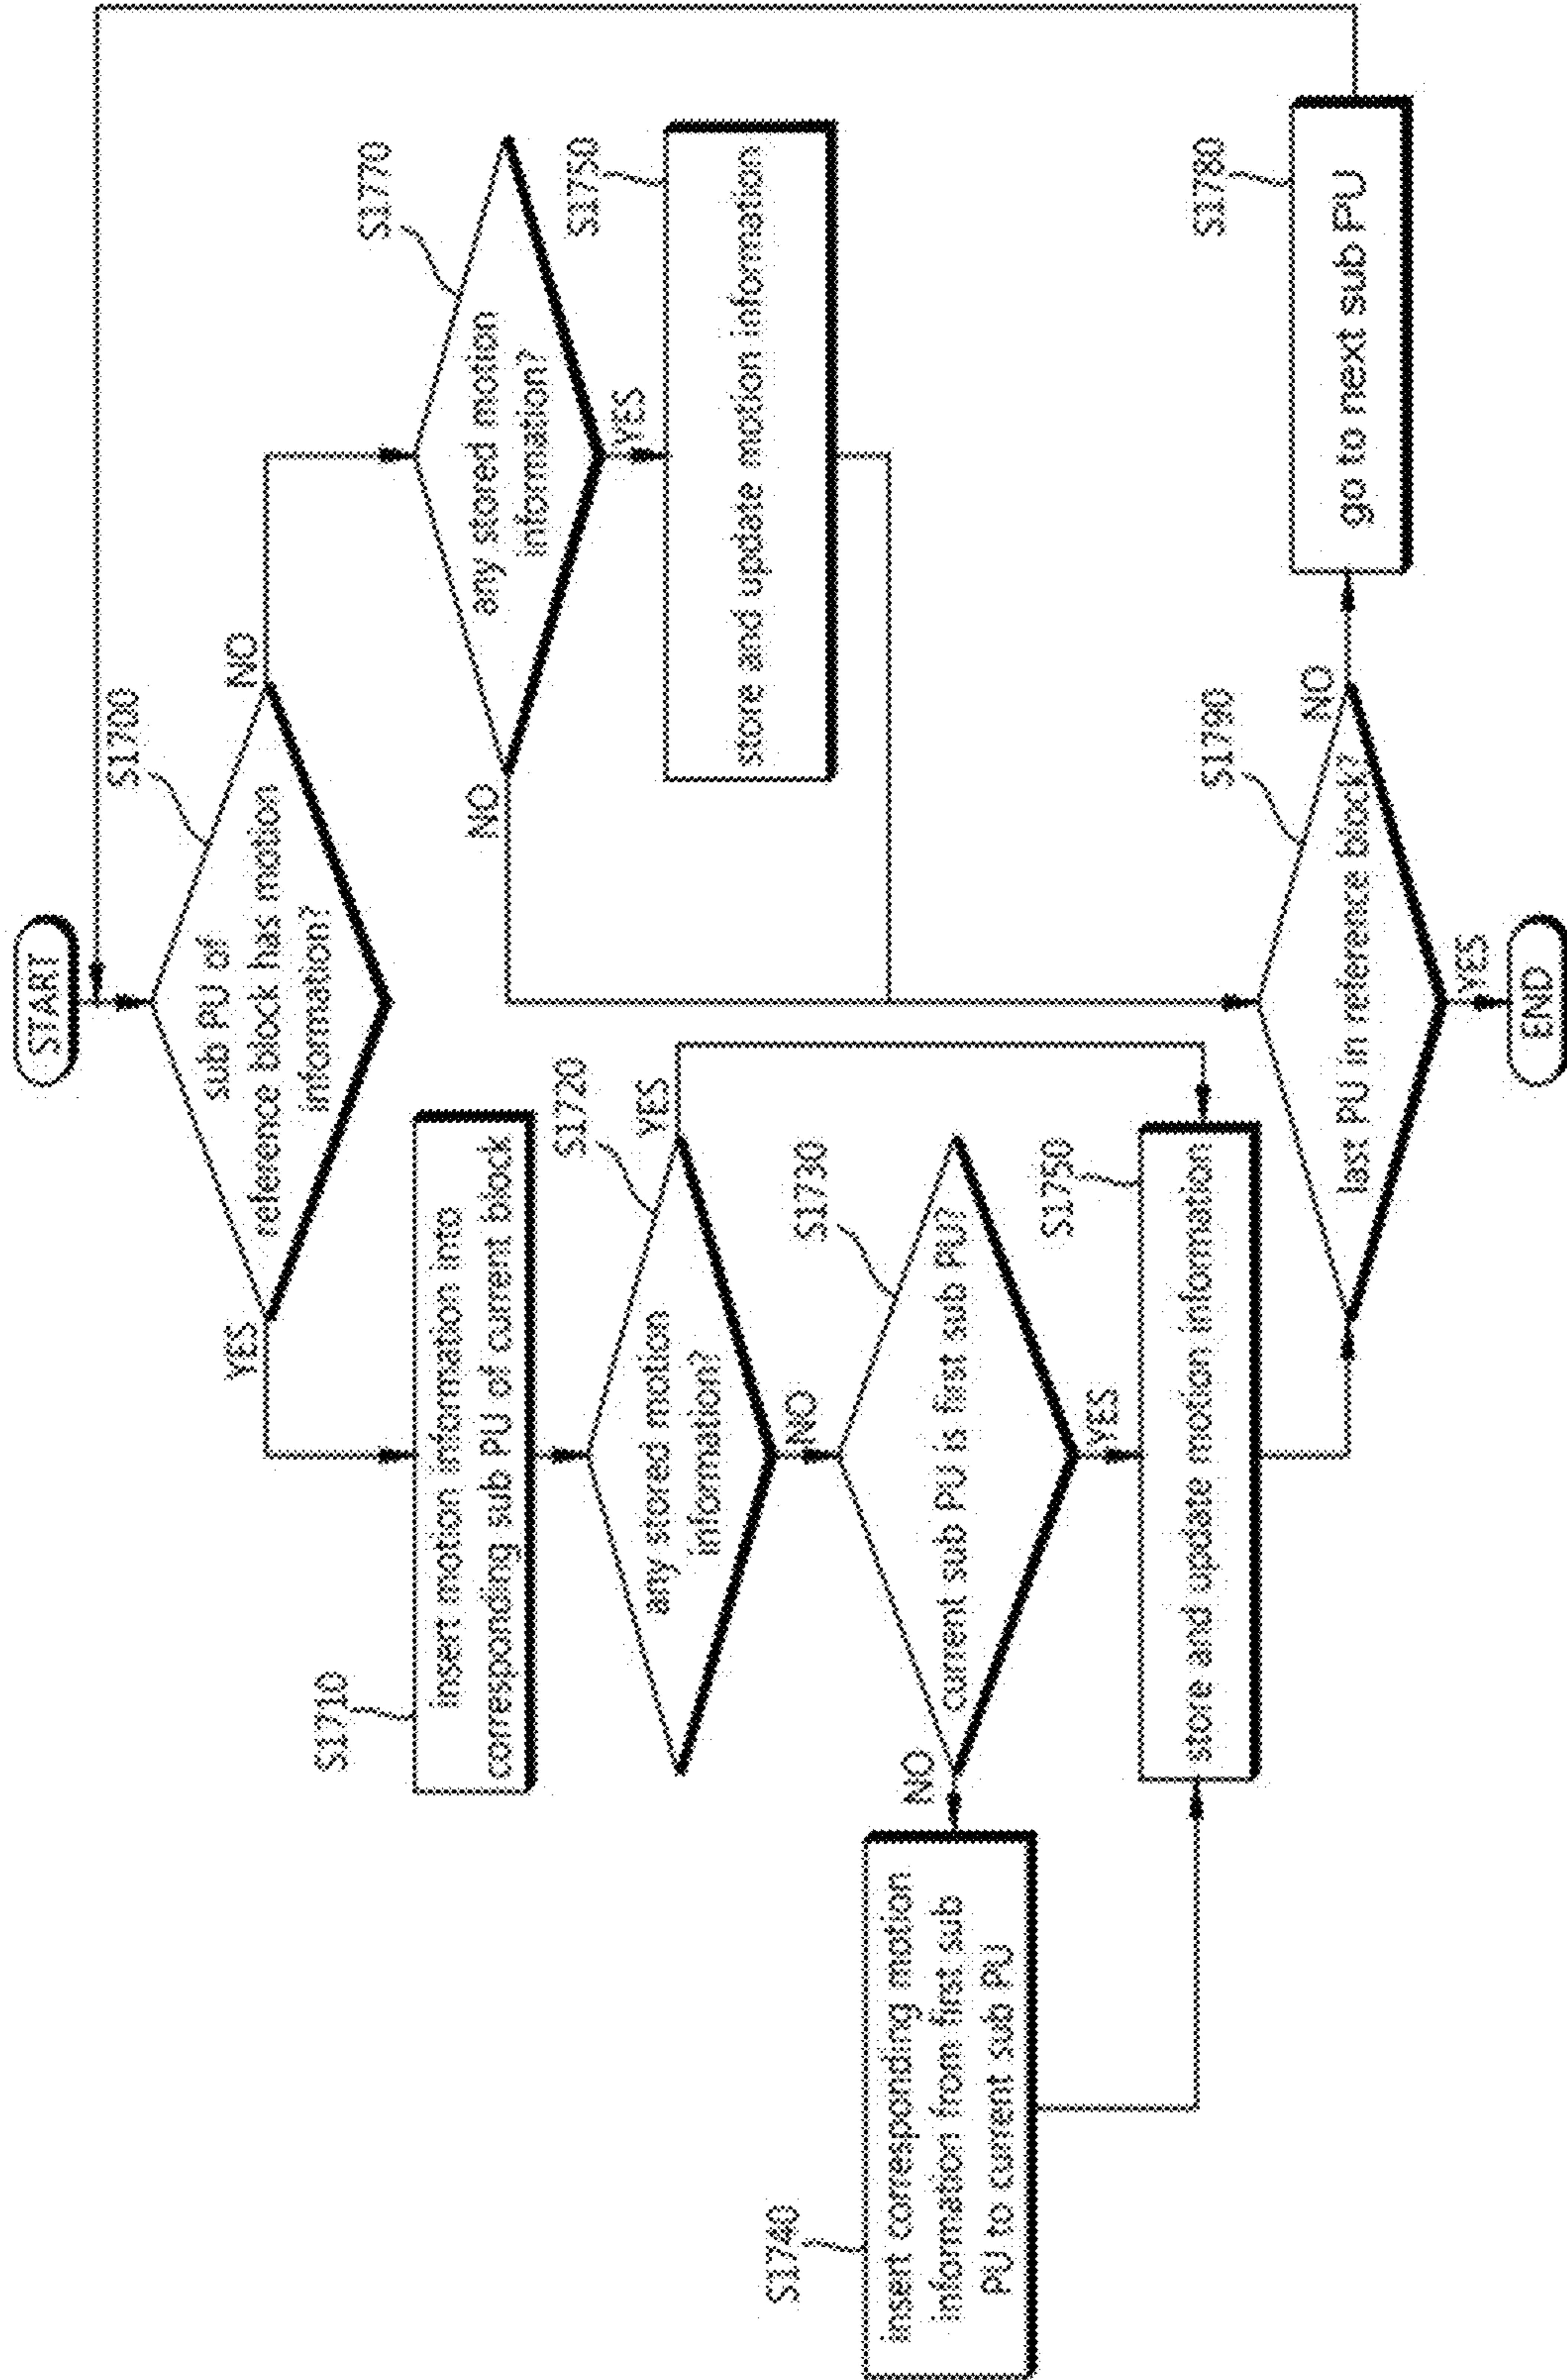 START
S1700
sub PU of
reference block has motion
information?
YES
NO
S1710
insert motion information into
corresponding sub PU of current block
S1770
any stored motion
information?
NO
YES
S1720
any stored motion
information?
YES
NO
S1750
store and update motion information
S1730
current sub PU is first sub PU?
NO
YES
S1740
insert corresponding motion
information from first sub
PU to current sub PU
S1750
store and update motion information
S1790
last PU in reference block?
NO
YES
S1780
go to next sub PU
END